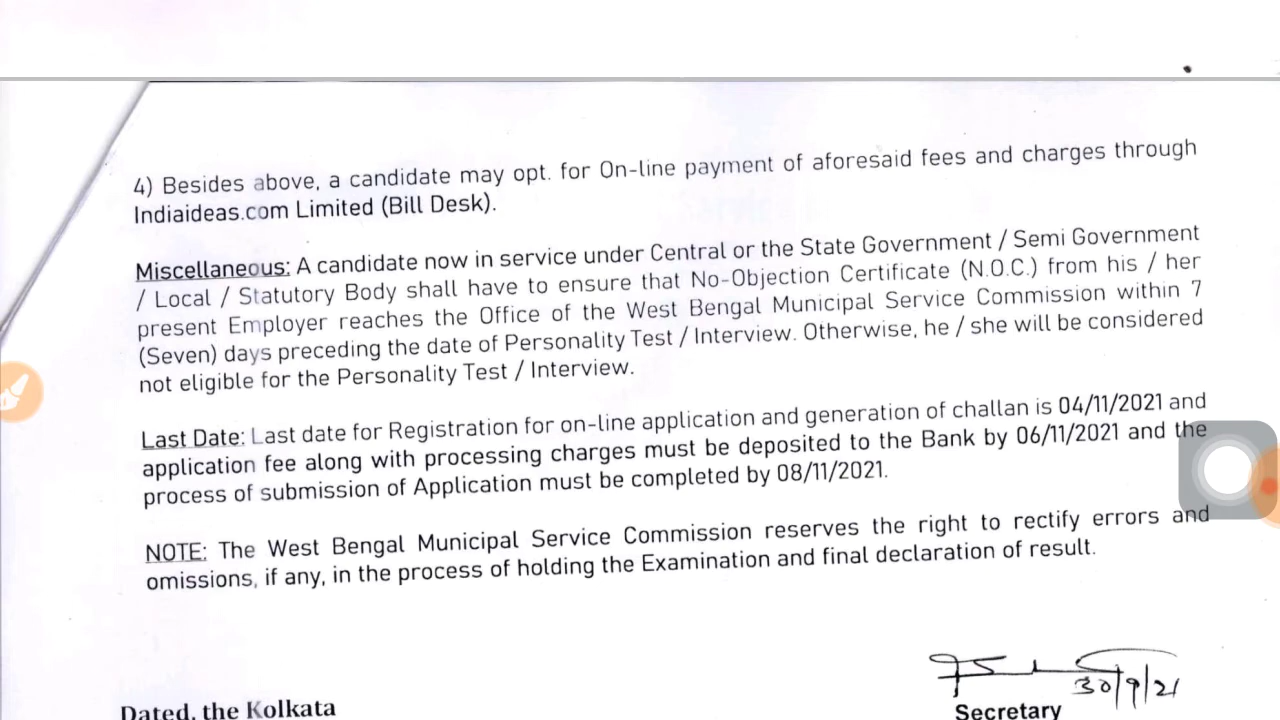 4) Besides above, a candidate may opt. for On-line payment of aforesaid fees and charges through
Indiaideas.com Limited (Bill Desk).
Miscellaneous: A candidate now in service under Central or the State Government / Semi Government
/ Local / Statutory Body shall have to ensure that No-Objection Certificate (N.O.C.) from his / her
present Employer reaches the Office of the West Bengal Municipal Service Commission within 7
(Seven) days preceding the date of Personality Test / Interview. Otherwise, he / she will be considered
not eligible for the Personality Test / Interview.
Last Date: Last date for Registration for on-line application and generation of challan is 04/11/2021 and
application fee along with processing charges must be deposited to the Bank by 06/11/2021 and the
process of submission of Application must be completed by 08/11/2021.
NOTE: The West Bengal Municipal Service Commission reserves the right to rectify errors and
omissions, if any, in the process of holding the Examination and final declaration of result.
30/9/21
Secretary
Dated, the Kolkata